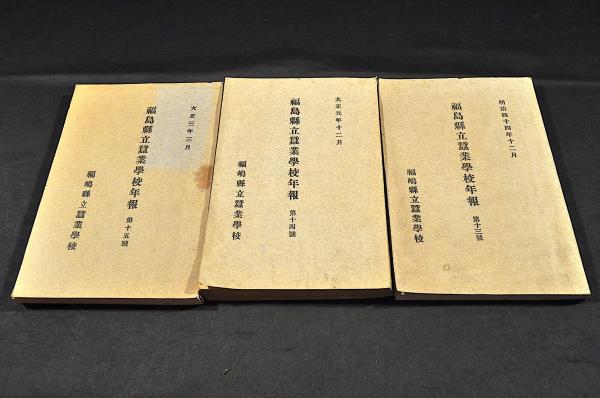 明治四十四年十二月
福島縣立蠶業學校年報 第十三號
福嶋縣立蠶業學校
大正元年十二月
福島縣立蠶業學校年報 第十四號
福嶋縣立蠶業學校
大正三年三月
福島縣立蠶業學校年報 第十五號
福嶋縣立蠶業學校